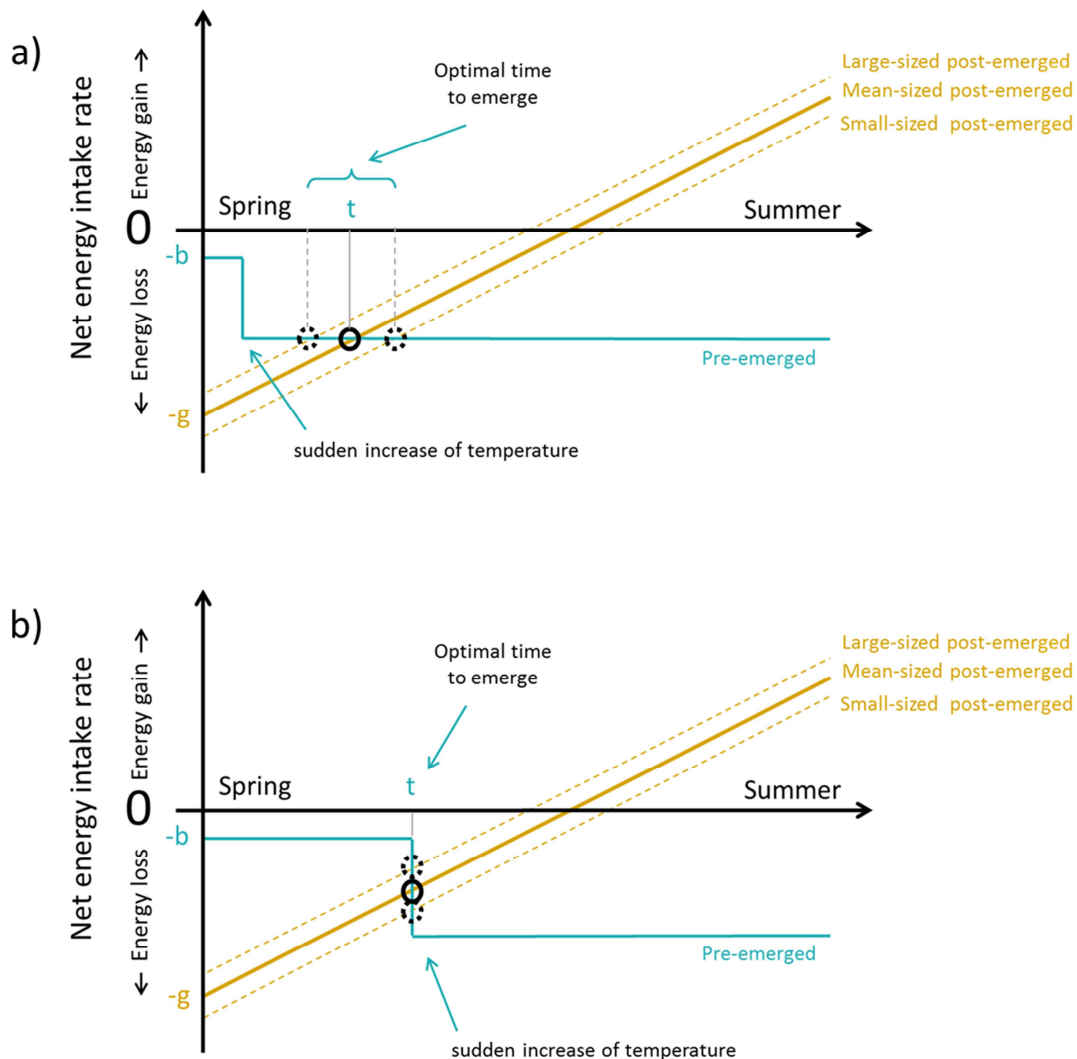 a)
Net energy intake rate
← Energy loss
Energy gain →
Optimal time
to emerge
Large-sized post-emerged
Mean-sized post-emerged
Small-sized post-emerged
0
Spring
t
Summer
-b
Pre-emerged
-g
sudden increase of temperature
b)
Net energy intake rate
← Energy loss
Energy gain →
Optimal time
to emerge
Large-sized post-emerged
Mean-sized post-emerged
Small-sized post-emerged
0
Spring
t
Summer
-b
Pre-emerged
-g
sudden increase of temperature